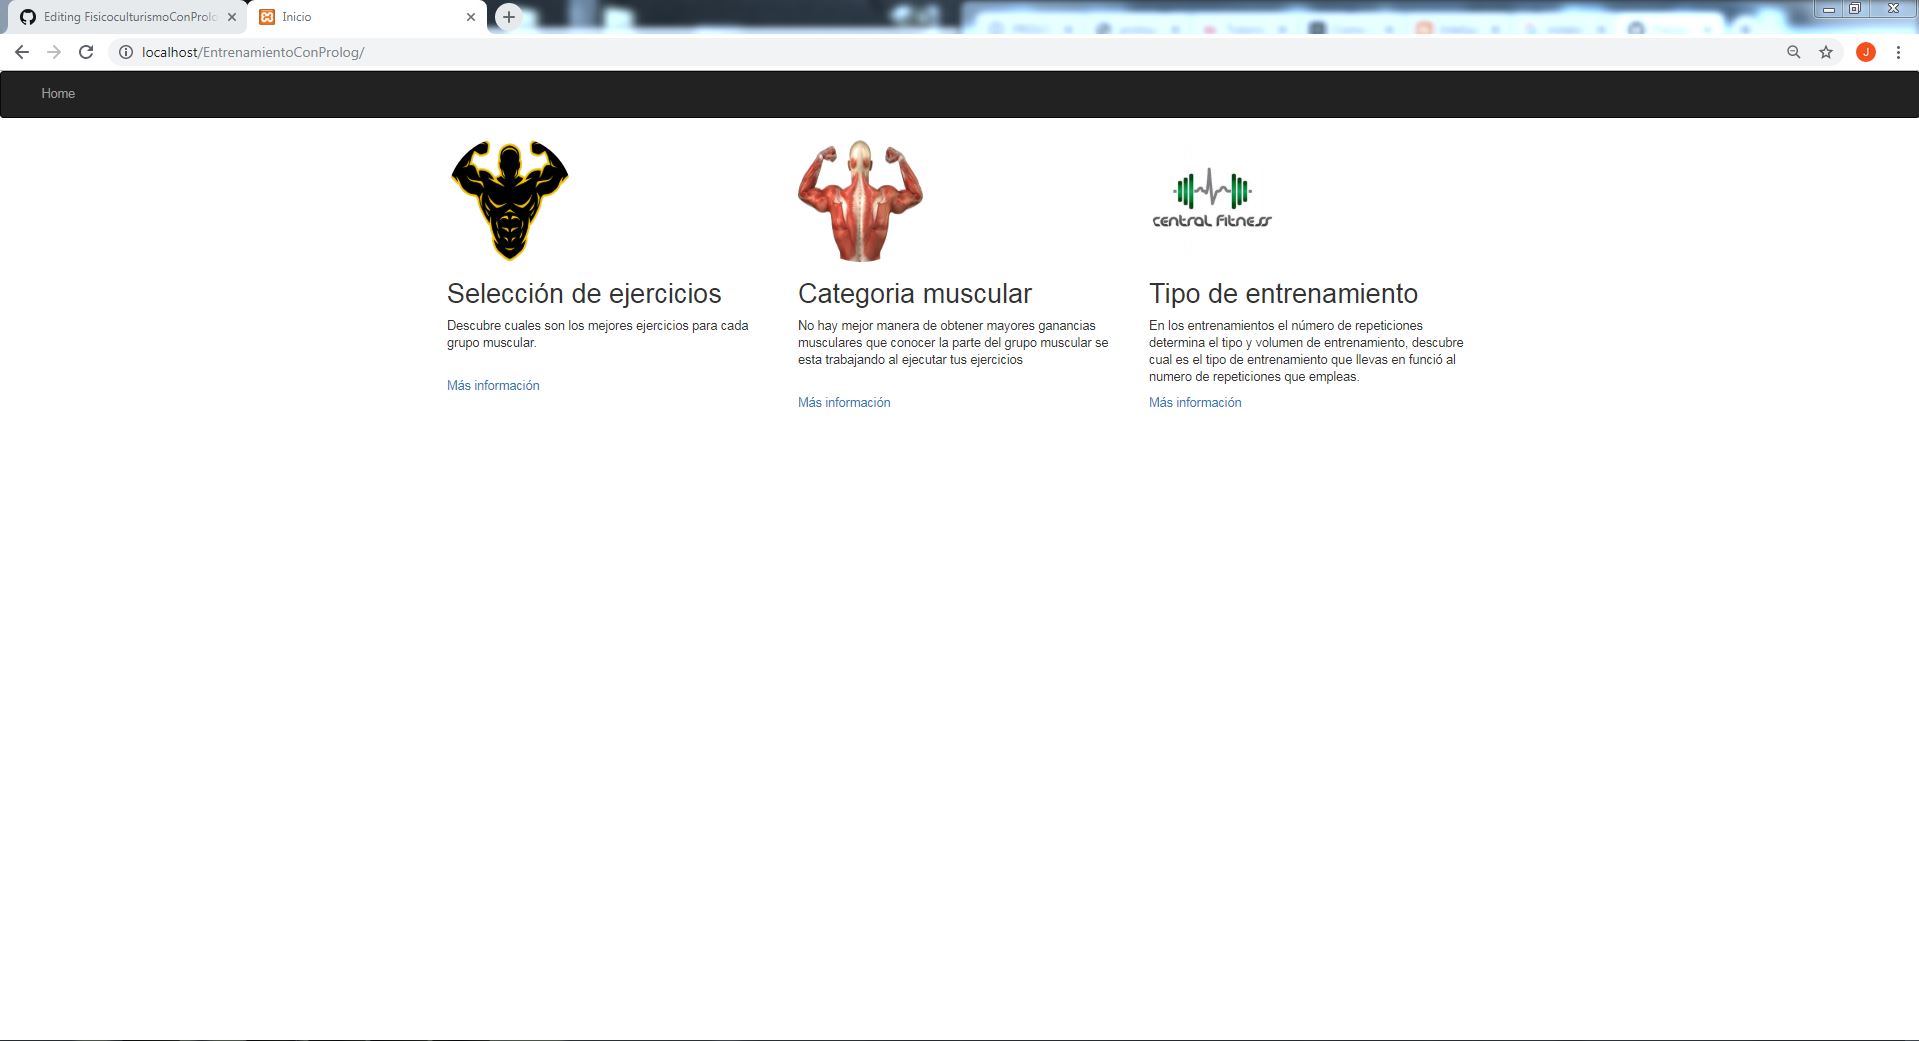 Editing FisicoculturismoConProlo
Inicio
localhost/EntrenamientoConProlog/
J
Home
central fitness
Selección de ejercicios
Descubre cuales son los mejores ejercicios para cada
grupo muscular.
Más información
Categoria muscular
No hay mejor manera de obtener mayores ganancias
musculares que conocer la parte del grupo muscular se
esta trabajando al ejecutar tus ejercicios
Más información
Tipo de entrenamiento
En los entrenamientos el número de repeticiones
determina el tipo y volumen de entrenamiento, descubre
cual es el tipo de entrenamiento que llevas en funció al
numero de repeticiones que empleas.
Más información